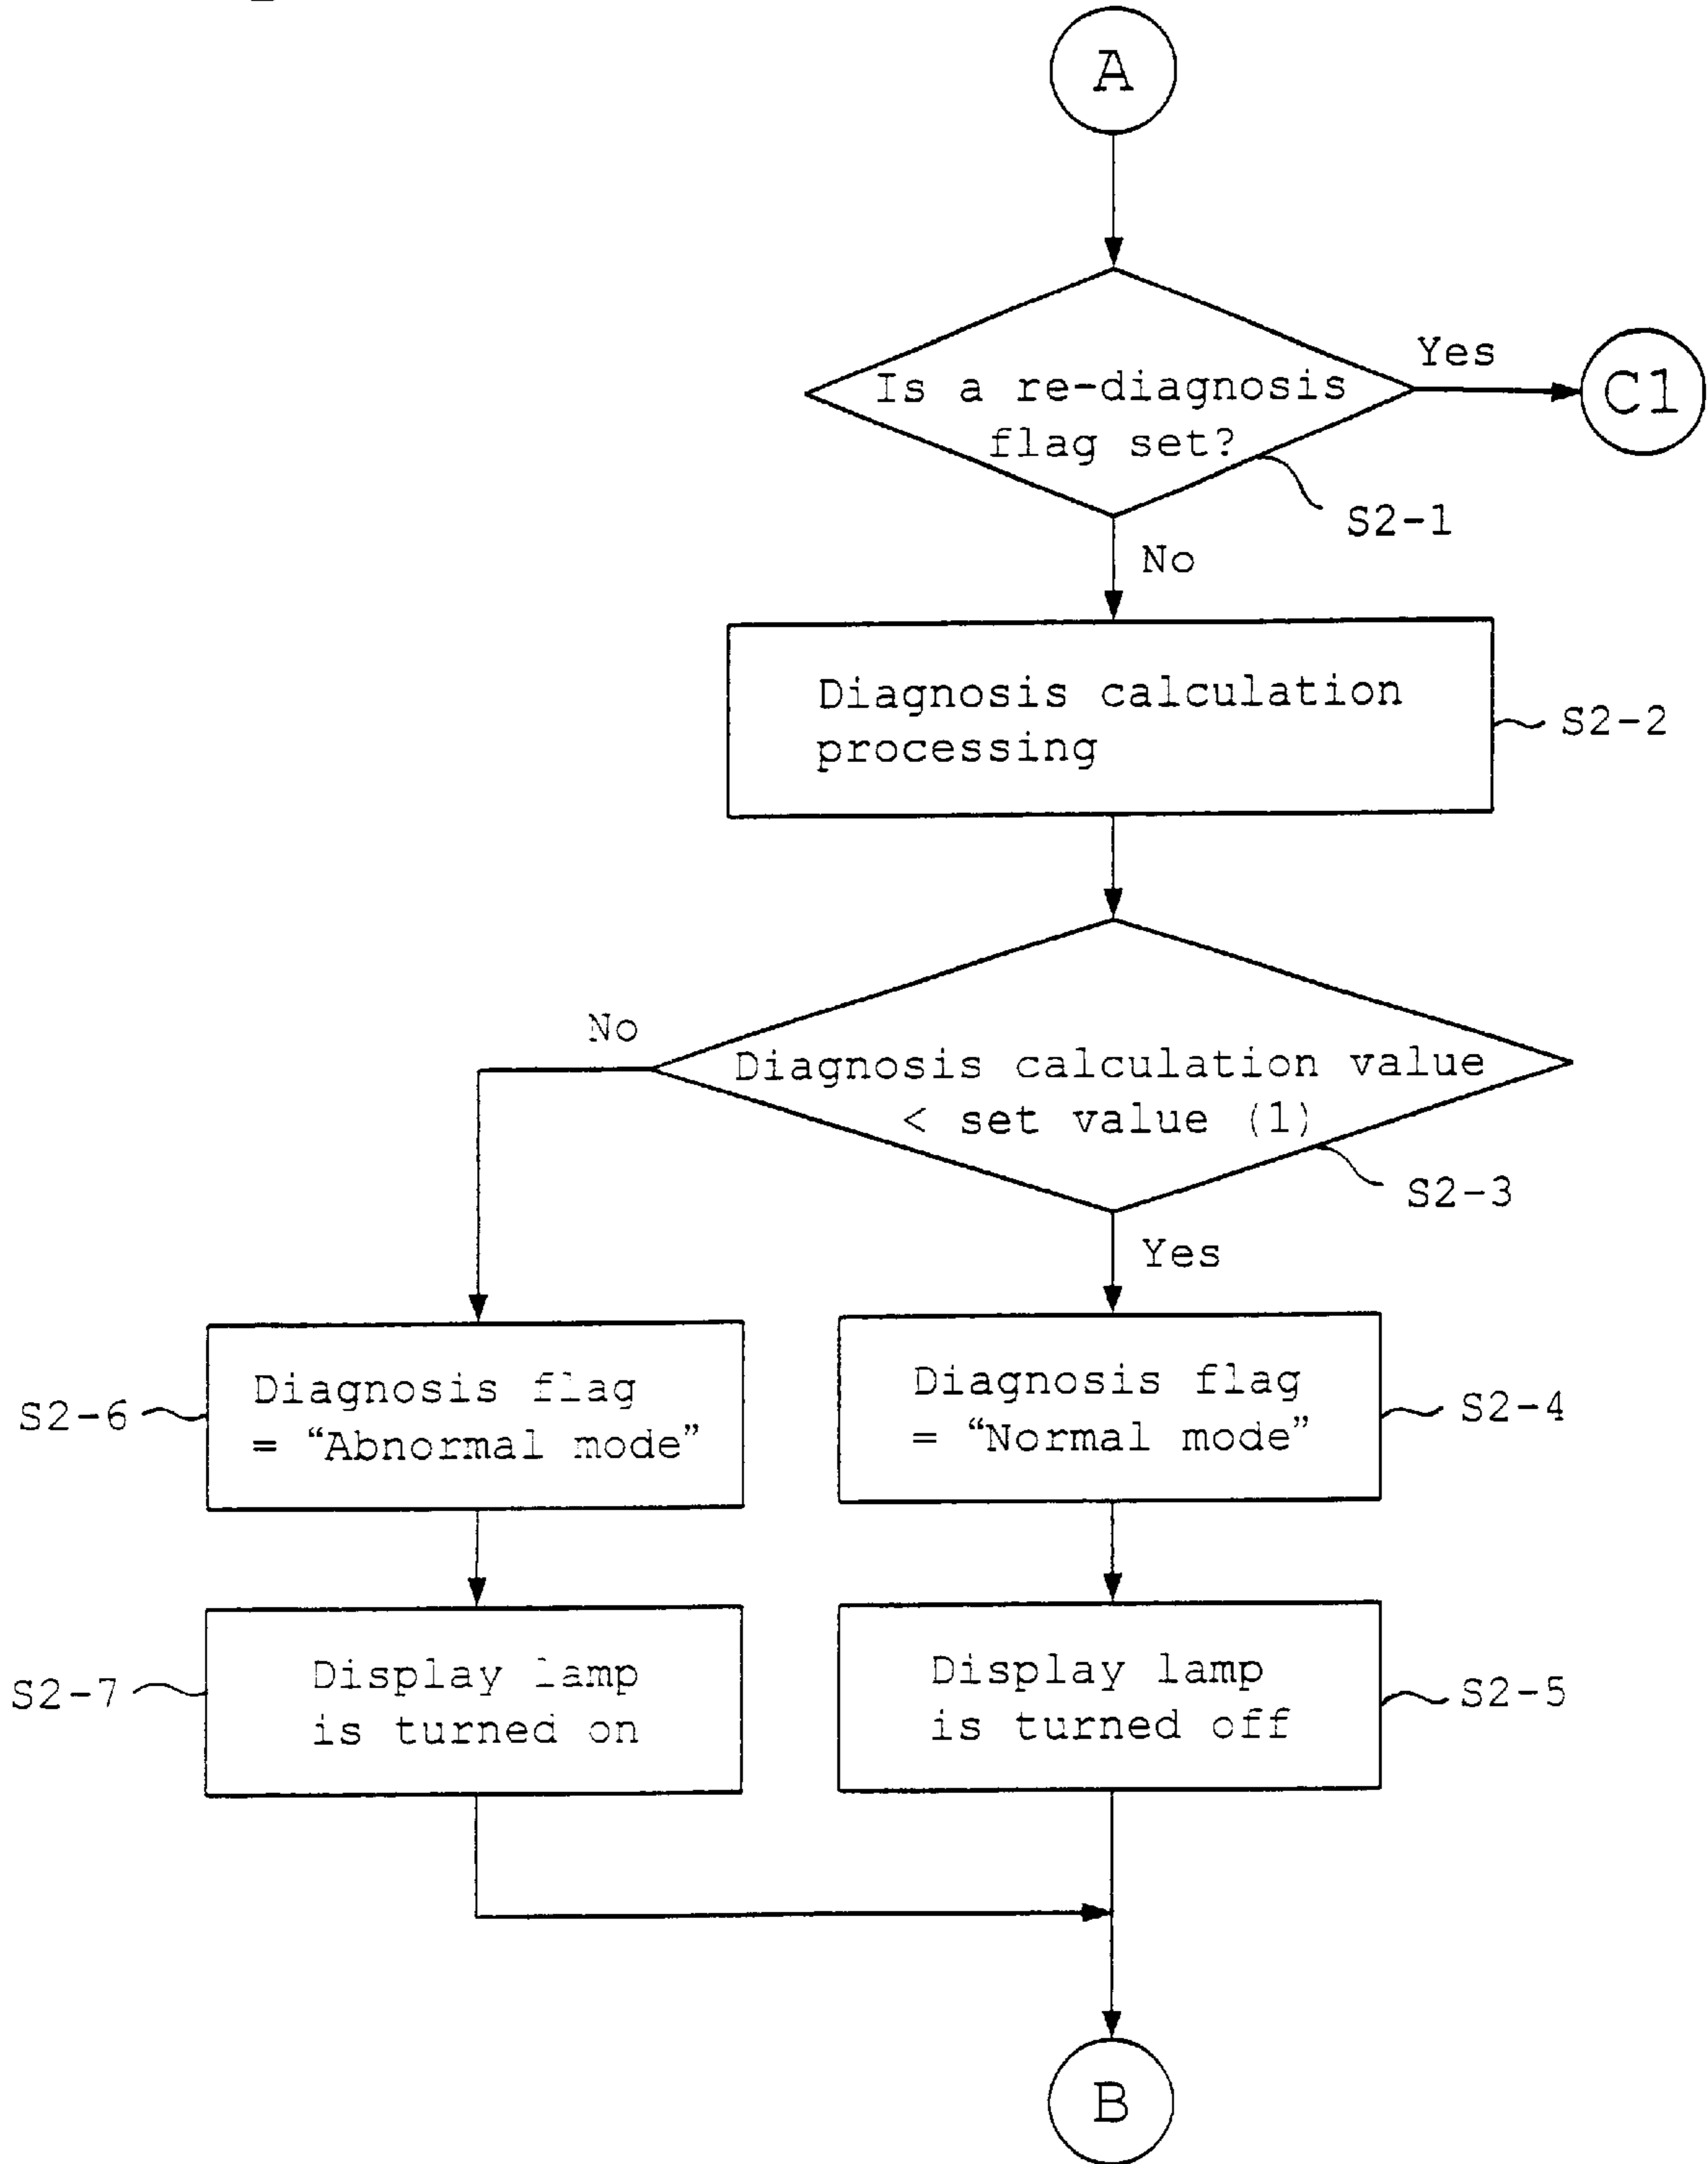 A
Yes
C1
Is a re-diagnosis
flag set?
S2-1
No
Diagnosis calculation
processing
S2-2
No
Diagnosis calculation value
< set value (1)
S2-3
Yes
Diagnosis flag
= “Abnormal mode”
S2-6
Diagnosis flag
= “Normal mode”
S2-4
Display lamp
is turned on
S2-7
Display lamp
is turned off
S2-5
B